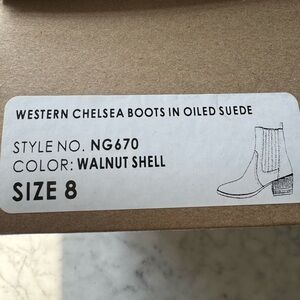 WESTERN CHELSEA BOOTS IN OILED SUEDE
STYLE NO. NG670
COLOR: WALNUT SHELL
SIZE 8